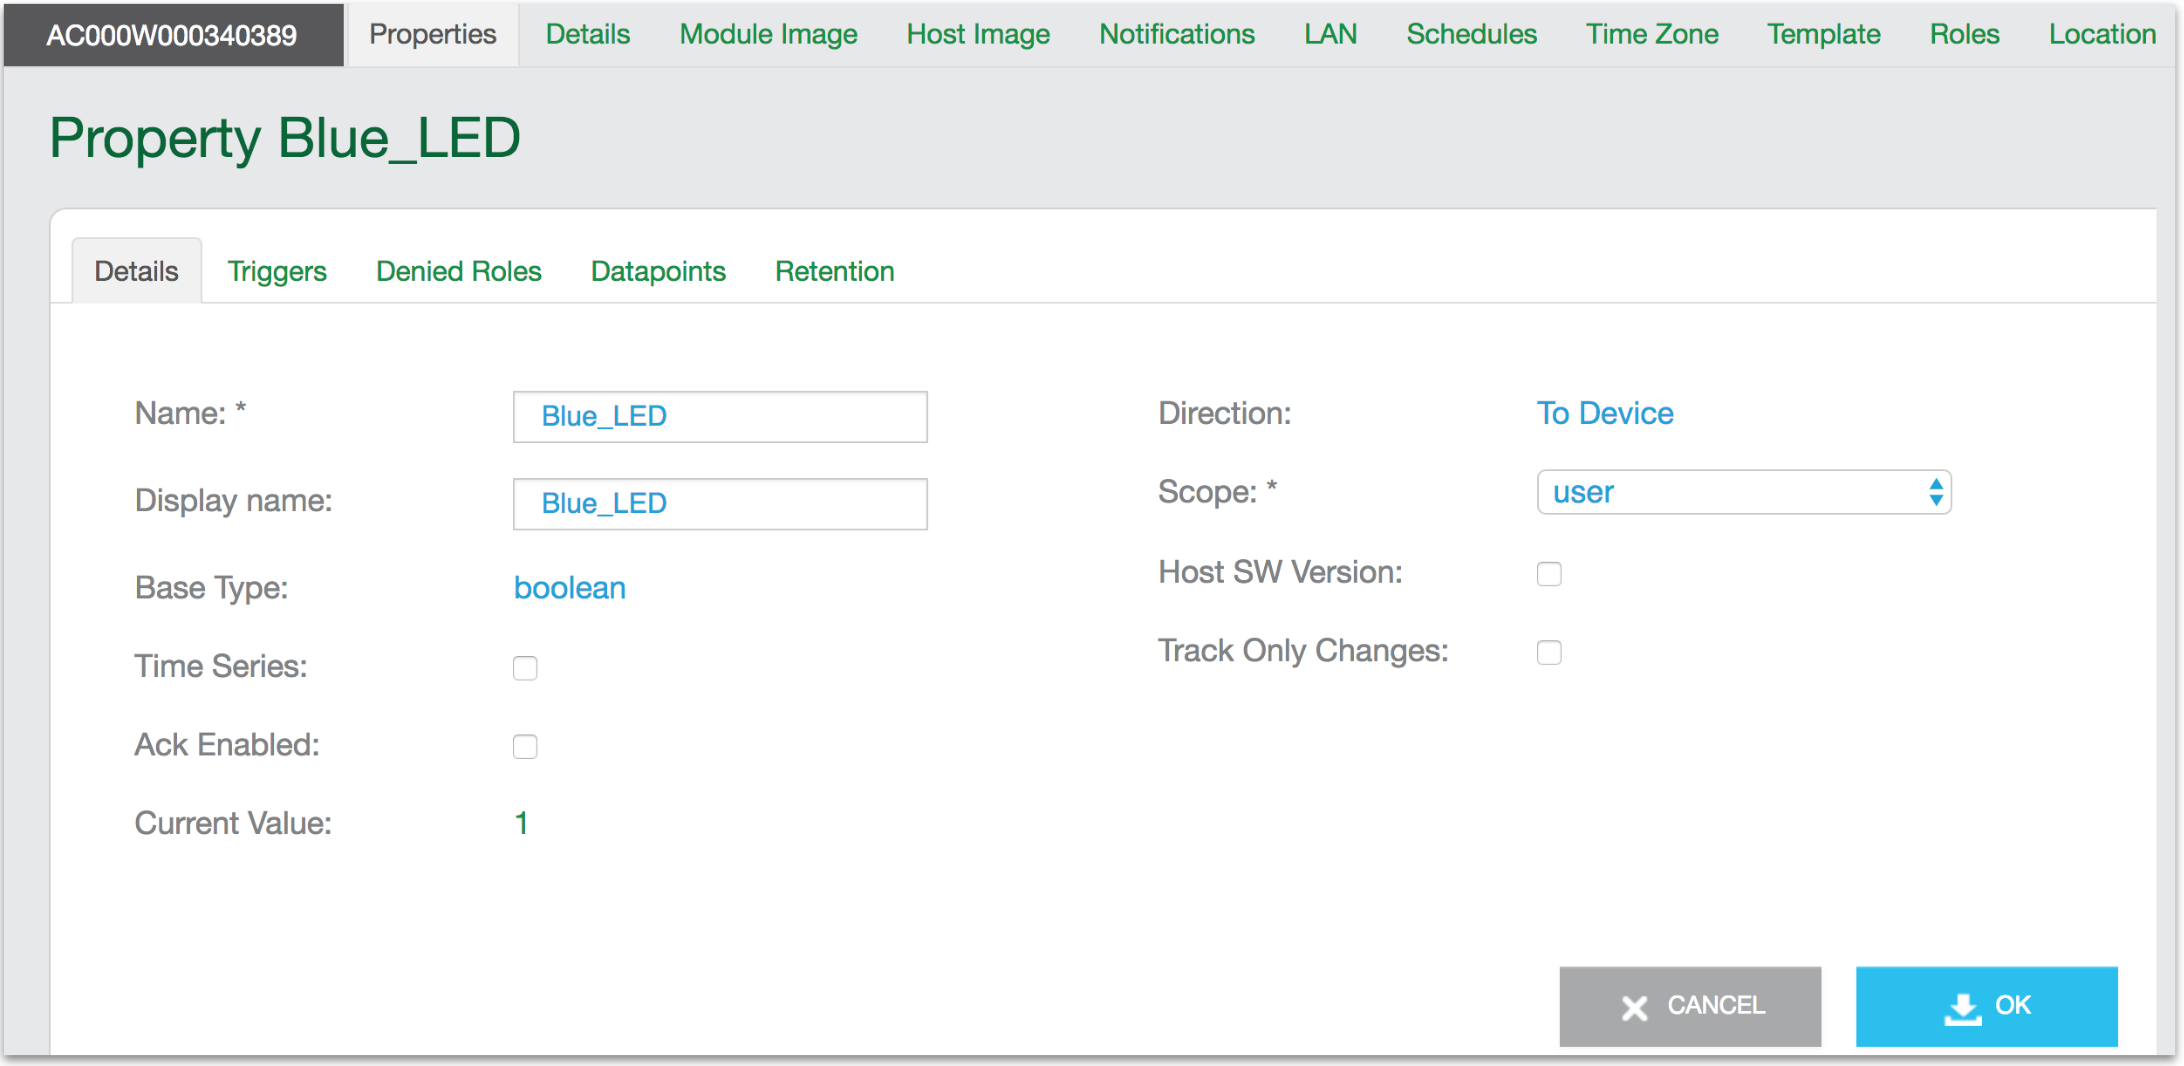 AC000W000340389 Properties Details Module Image Host Image Notifications LAN Schedules Time Zone Template Roles Location
Property Blue_LED
Details Triggers Denied Roles Datapoints Retention
Name: * Blue_LED
Display name: Blue_LED
Base Type: boolean
Time Series:
Ack Enabled:
Current Value: 1
Direction: To Device
Scope: * user
Host SW Version:
Track Only Changes:
CANCEL OK